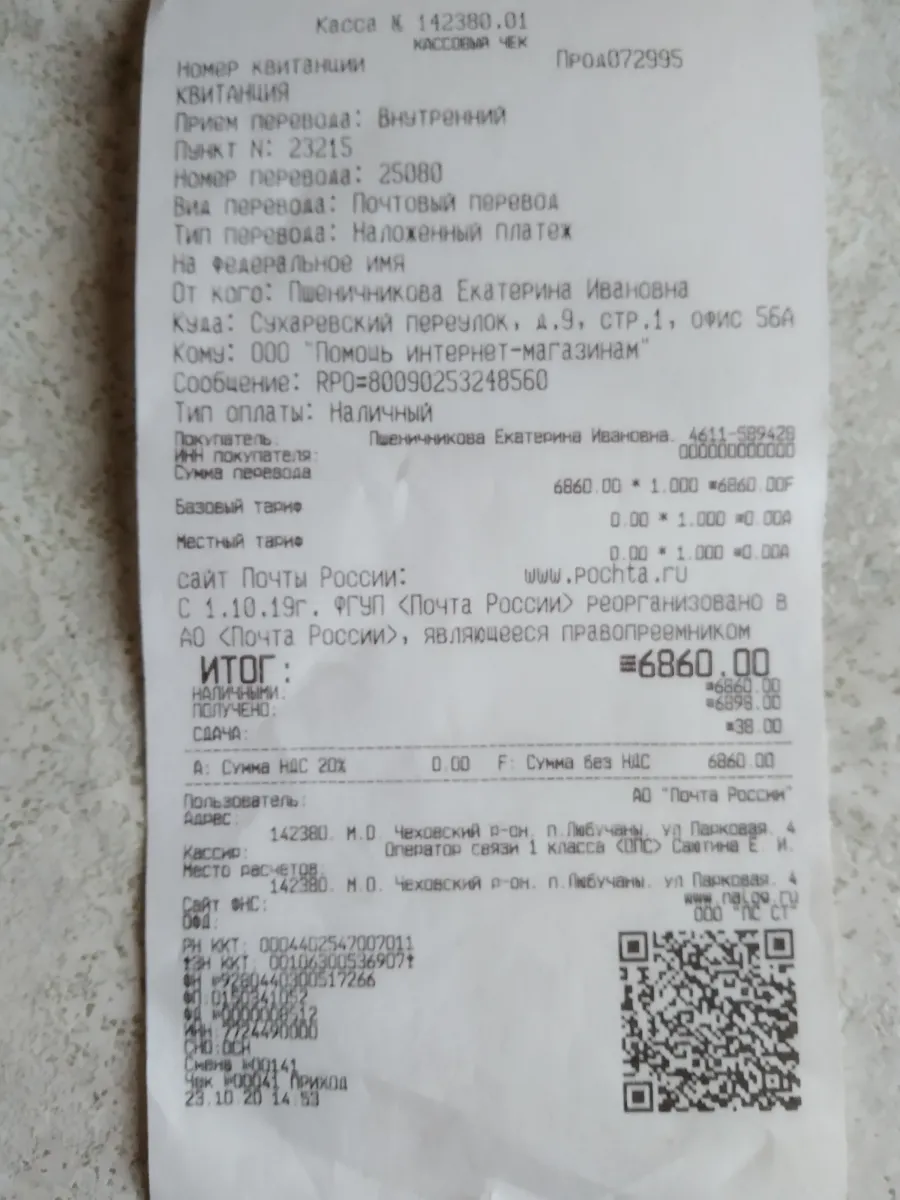 Касса № 142380.01
КАССОВЫЙ ЧЕК
Номер квитанции Прод072995
КВИТАНЦИЯ
Прием перевода: Внутренний
Пункт N: 23215
Номер перевода: 25080
Вид перевода: Почтовый перевод
Тип перевода: Наложенный платеж
На федеральное имя
От кого: Пшеничникова Екатерина Ивановна
Куда: Сухаревский переулок, д.9, стр.1, офис 56А
Кому: ООО "Помощь интернет-магазинам"
Сообщение: RPO=80090253248560
Тип оплаты: Наличный
Покупатель: Пшеничникова Екатерина Ивановна. 4611-589428
ИНН покупателя: 000000000000
Сумма перевода
6860.00 * 1.000 =6860.00F
Базовый тариф
0.00 * 1.000 =0.00А
Местный тариф
0.00 * 1.000 =0.00А
сайт Почты России: www.pochta.ru
С 1.10.19г. ФГУП <Почта России> реорганизовано в
АО <Почта России>, являющееся правопреемником
ИТОГ: =6860.00
НАЛИЧНЫМИ: =6860.00
ПОЛУЧЕНО: =6898.00
СДАЧА: =38.00
А: Сумма НДС 20% 0.00 F: Сумма без НДС 6860.00
Пользователь: АО "Почта России"
Адрес:
142380, М.О. Чеховский р-он, п.Любучаны, ул Парковая, 4
Кассир: Оператор связи 1 класса (ОПС) Саютина Е. И.
Место расчетов:
142380, М.О. Чеховский р-он, п.Любучаны, ул Парковая, 4
Сайт ФНС: www.nalog.ru
ОФД: ООО "ПС СТ"
РН ККТ: 0004402547007011
†ЗН ККТ: 00106300536907†
ФН №9280440300517266
ФП:0150341052
ФД №0000008512
ИНН 7724490000
СНО:ОСН
Смена №00141
Чек №00041 ПРИХОД
23.10.20 14:53